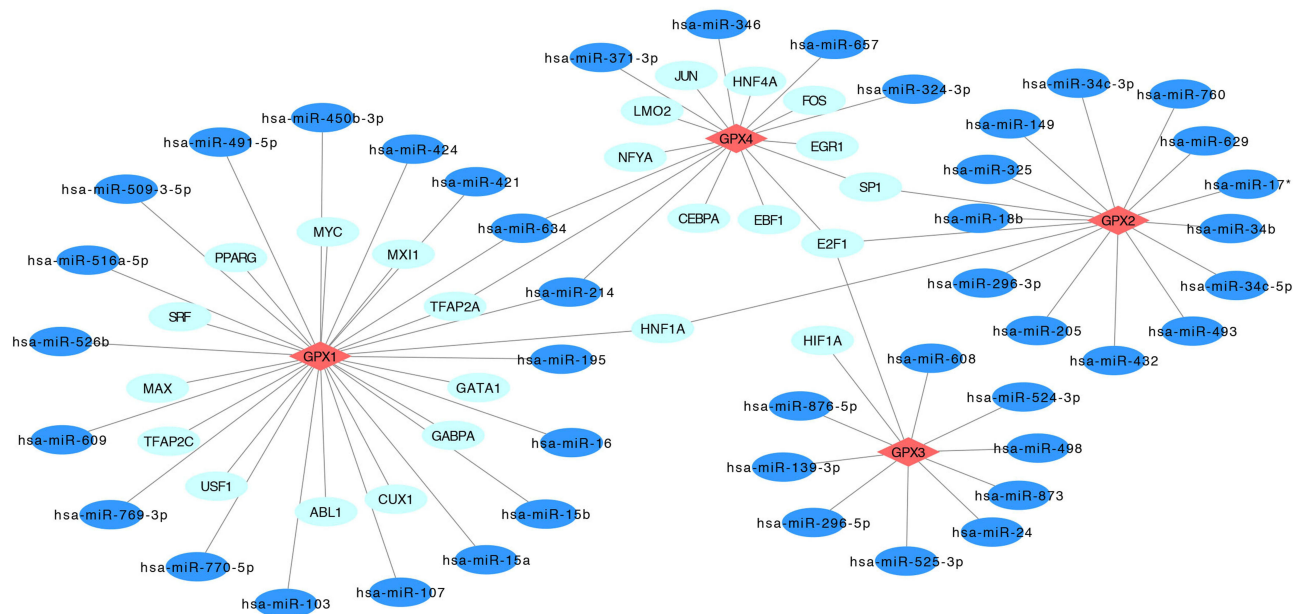 hsa-miR-346
hsa-miR-657
hsa-miR-371-3p
JUN
HNF4A
hsa-miR-324-3p
FOS
LMO2
GPX4
EGR1
NFYA
SP1
CEBPA
EBF1
E2F1
hsa-miR-34c-3p
hsa-miR-760
hsa-miR-149
hsa-miR-629
hsa-miR-325
hsa-miR-17*
hsa-miR-18b
GPX2
hsa-miR-34b
hsa-miR-296-3p
hsa-miR-34c-5p
hsa-miR-205
hsa-miR-493
hsa-miR-432
hsa-miR-450b-3p
hsa-miR-491-5p
hsa-miR-424
hsa-miR-509-3-5p
hsa-miR-421
hsa-miR-634
MYC
MXI1
PPARG
hsa-miR-516a-5p
hsa-miR-214
TFAP2A
SRF
HNF1A
hsa-miR-526b
GPX1
hsa-miR-195
MAX
GATA1
hsa-miR-609
TFAP2C
GABPA
hsa-miR-16
USF1
CUX1
ABL1
hsa-miR-769-3p
hsa-miR-15b
hsa-miR-770-5p
hsa-miR-15a
hsa-miR-107
hsa-miR-103
HIF1A
hsa-miR-608
hsa-miR-876-5p
hsa-miR-524-3p
GPX3
hsa-miR-498
hsa-miR-139-3p
hsa-miR-873
hsa-miR-296-5p
hsa-miR-24
hsa-miR-525-3p